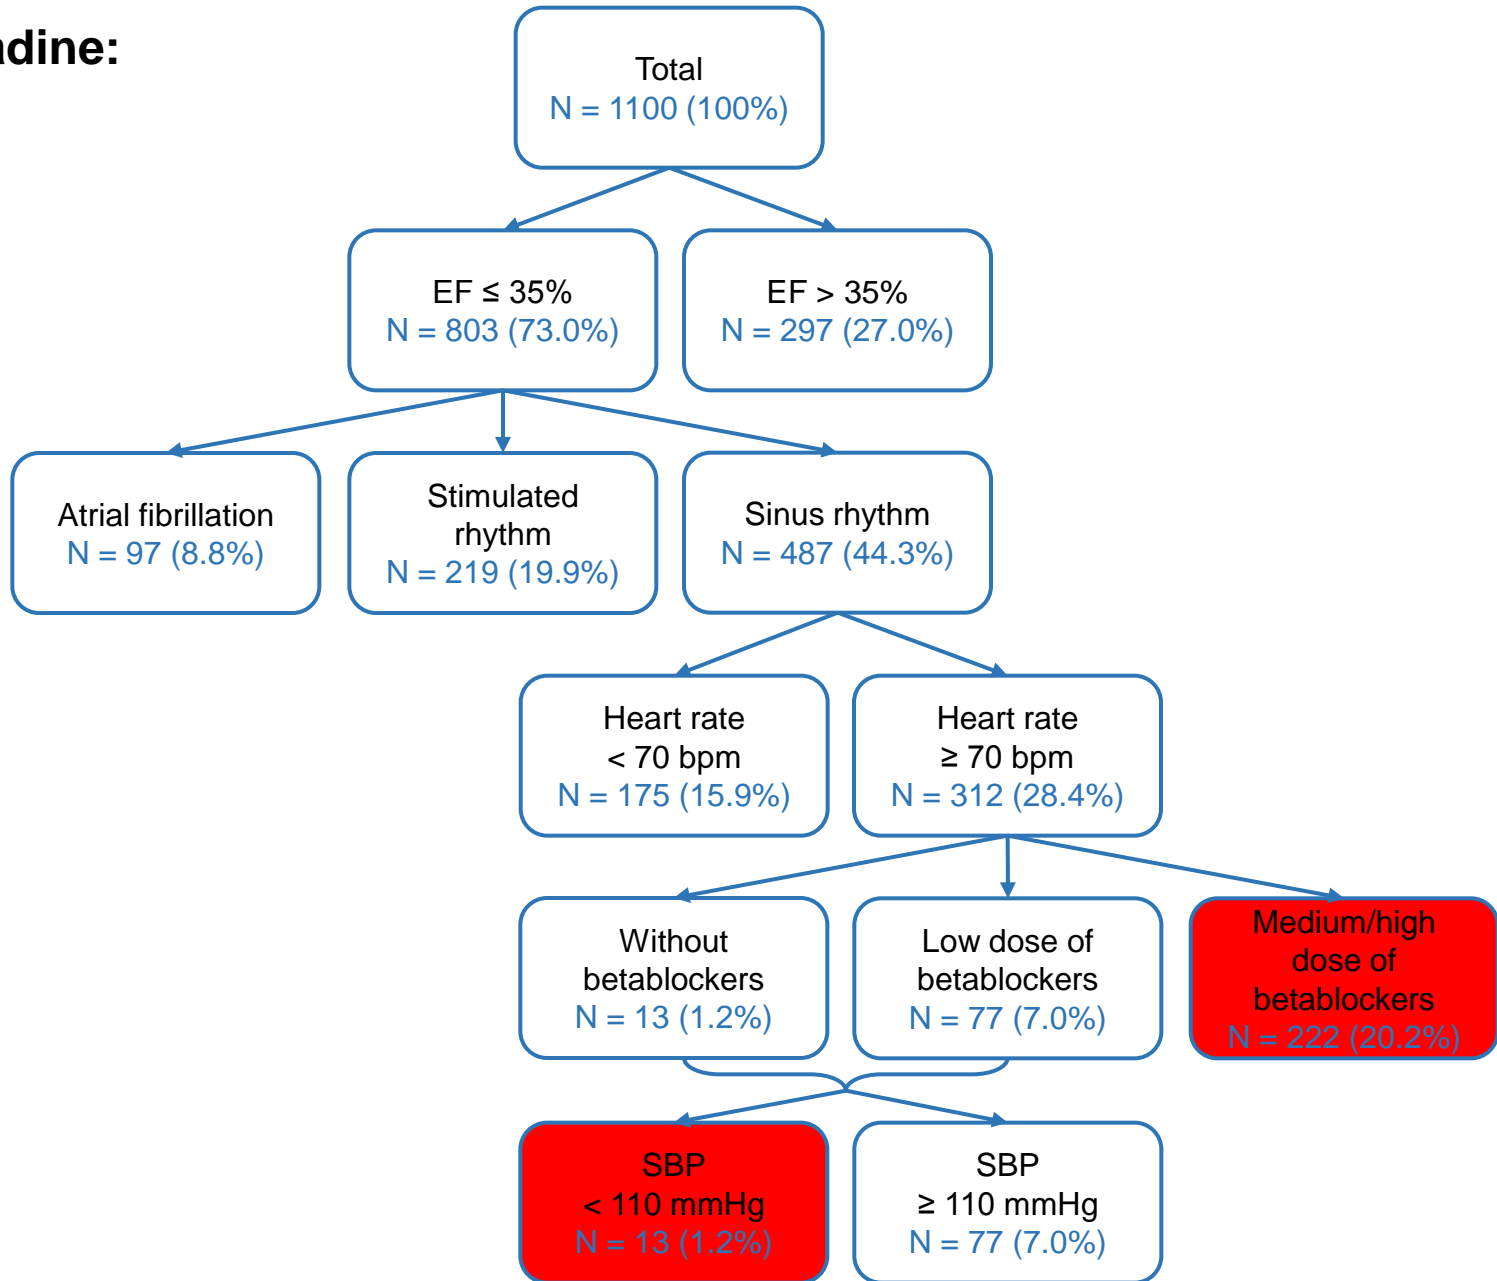 adine:
Total
N = 1100 (100%)
EF ≤ 35%
N = 803 (73.0%)
EF > 35%
N = 297 (27.0%)
Atrial fibrillation
N = 97 (8.8%)
Stimulated
rhythm
N = 219 (19.9%)
Sinus rhythm
N = 487 (44.3%)
Heart rate
< 70 bpm
N = 175 (15.9%)
Heart rate
≥ 70 bpm
N = 312 (28.4%)
Without
betablockers
N = 13 (1.2%)
Low dose of
betablockers
N = 77 (7.0%)
Medium/high
dose of
betablockers
N = 222 (20.2%)
SBP
< 110 mmHg
N = 13 (1.2%)
SBP
≥ 110 mmHg
N = 77 (7.0%)